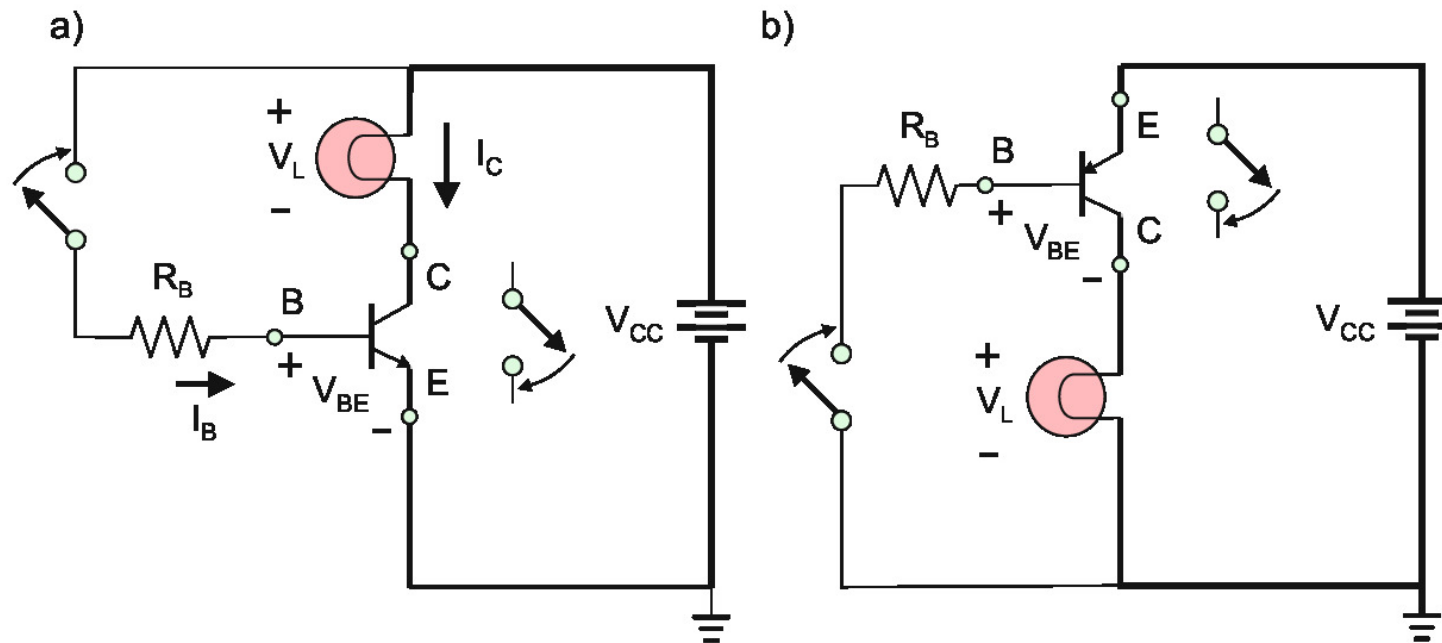 a)
+
V_L
−
I_C
C
R_B
B
+
V_BE
E
−
I_B
V_CC
b)
E
R_B
B
+
V_BE
C
−
+
V_L
−
V_CC